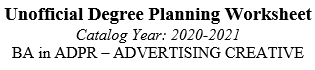 Unofficial Degree Planning Worksheet
Catalog Year: 2020-2021
BA in ADPR – ADVERTISING CREATIVE